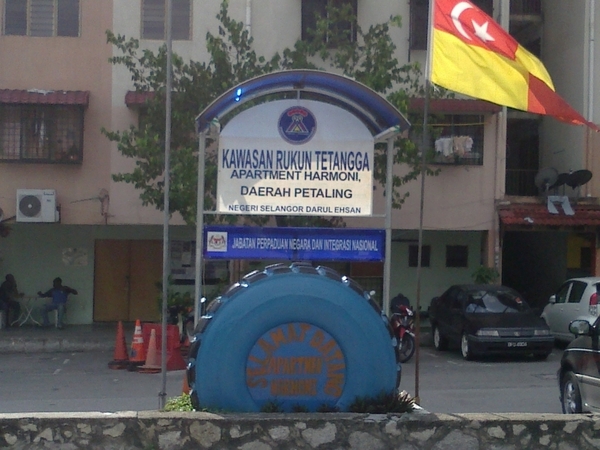 KAWASAN RUKUN TETANGGA
APARTMENT HARMONI,
DAERAH PETALING
NEGERI SELANGOR DARUL EHSAN
JABATAN PERPADUAN NEGARA DAN INTEGRASI NASIONAL
SELAMAT DATANG